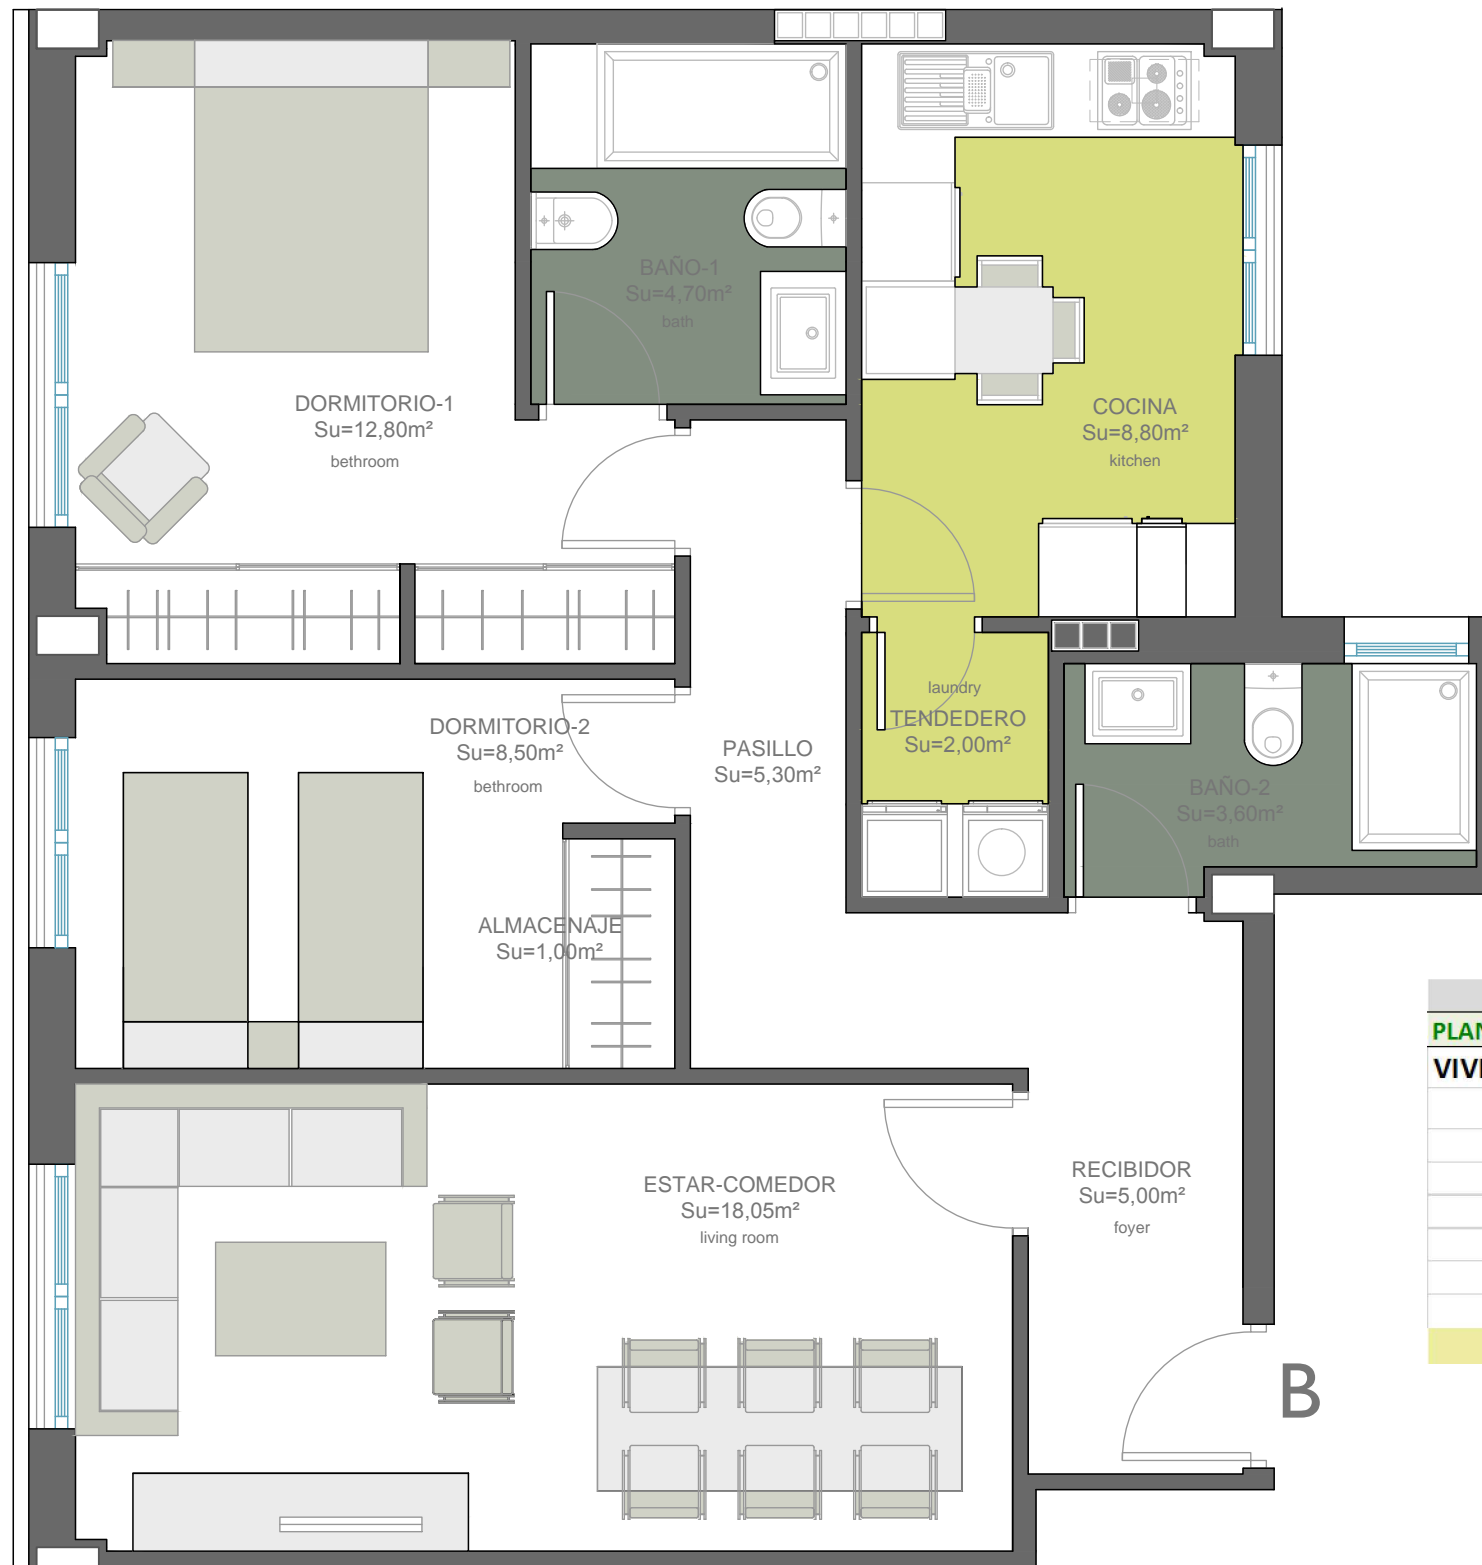 BAÑO-1
Su=4,70m²
bath
DORMITORIO-1
Su=12,80m²
bethroom
COCINA
Su=8,80m²
kitchen
laundry
TENDEDERO
Su=2,00m²
DORMITORIO-2
Su=8,50m²
bethroom
PASILLO
Su=5,30m²
BAÑO-2
Su=3,60m²
bath
ALMACENAJE
Su=1,00m²
ESTAR-COMEDOR
Su=18,05m²
living room
RECIBIDOR
Su=5,00m²
foyer
B